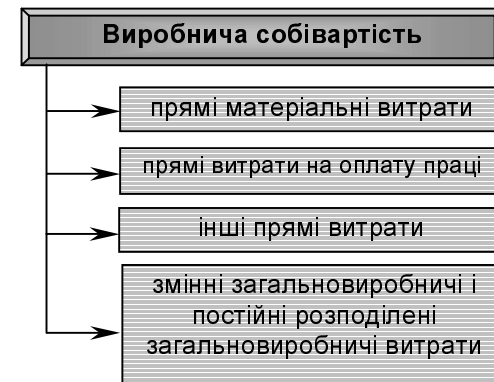 Виробнича собівартість
прямі матеріальні витрати
прямі витрати на оплату праці
інші прямі витрати
змінні загальновиробничі і
постійні розподілені
загальновиробничі витрати